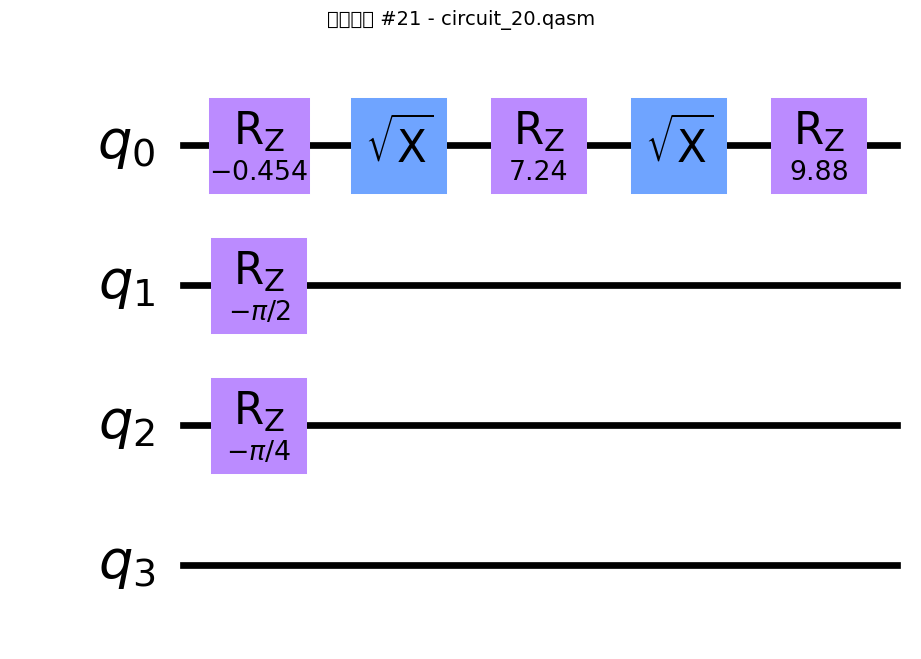 #21 - circuit_20.qasm
q0 RZ −0.454 √X RZ 7.24 √X RZ 9.88
q1 RZ −π/2
q2 RZ −π/4
q3